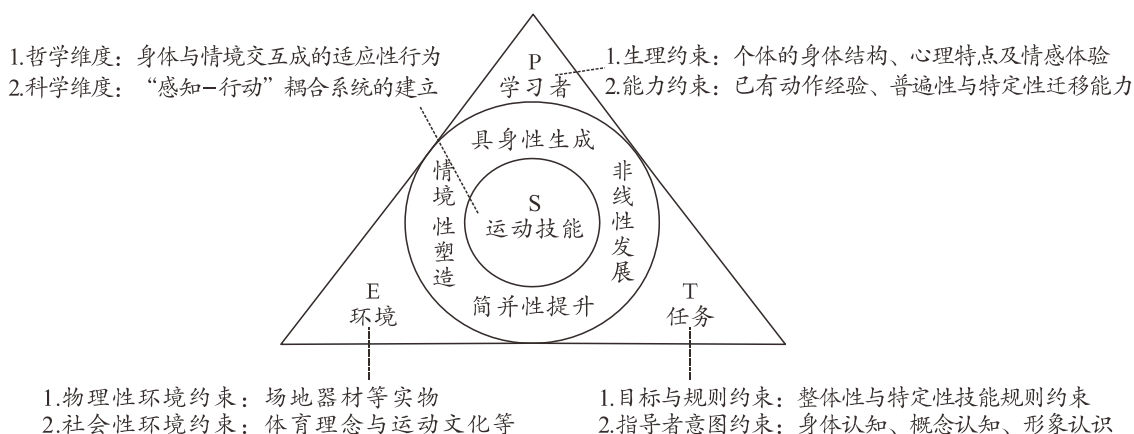 1.哲学维度：身体与情境交互成的适应性行为
2.科学维度：“感知-行动”耦合系统的建立
P
学习者
1.生理约束：个体的身体结构、心理特点及情感体验
2.能力约束：已有动作经验、普遍性与特定性迁移能力
具身性生成
情境性塑造
非线性发展
S
运动技能
简并性提升
E
环境
T
任务
1.物理性环境约束：场地器材等实物
2.社会性环境约束：体育理念与运动文化等
1.目标与规则约束：整体性与特定性技能规则约束
2.指导者意图约束：身体认知、概念认知、形象认识